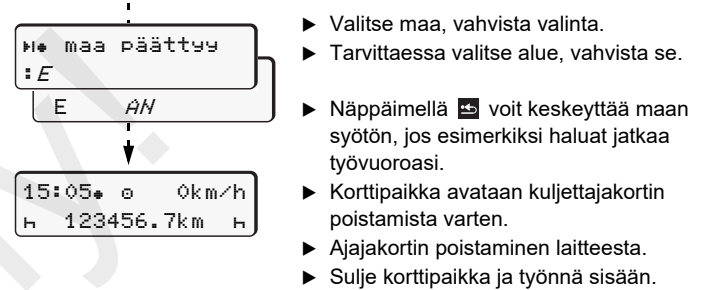 maa päättyy
:E
E AN
15:05 0km/h
123456.7km
► Valitse maa, vahvista valinta.
► Tarvittaessa valitse alue, vahvista se.
► Näppäimellä voit keskeyttää maan
syötön, jos esimerkiksi haluat jatkaa
työvuoroasi.
► Korttipaikka avataan kuljettajakortin
poistamista varten.
► Ajajakortin poistaminen laitteesta.
► Sulje korttipaikka ja työnnä sisään.